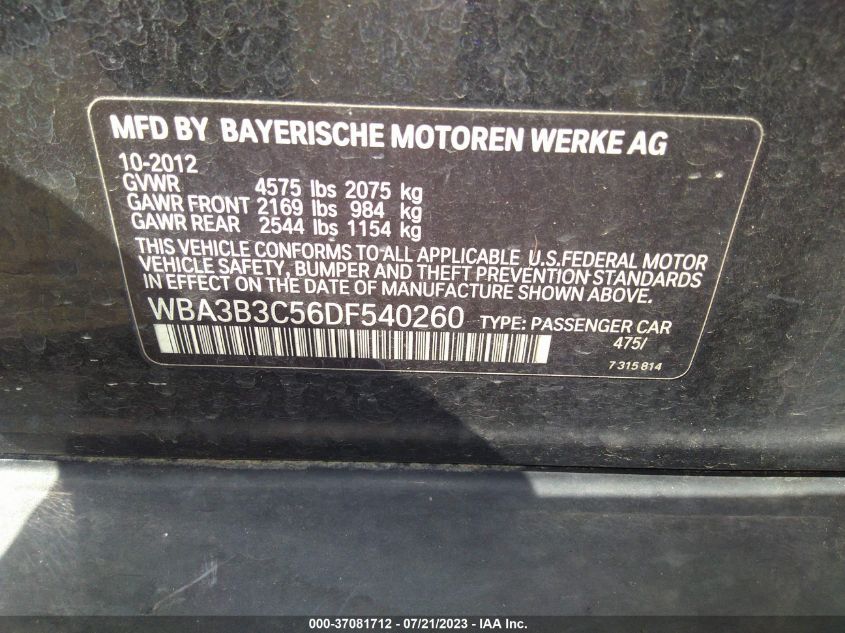 MFD BY BAYERISCHE MOTOREN WERKE AG
10-2012
GVWR 4575 lbs 2075 kg
GAWR FRONT 2169 lbs 984 kg
GAWR REAR 2544 lbs 1154 kg
THIS VEHICLE CONFORMS TO ALL APPLICABLE U.S.FEDERAL MOTOR
VEHICLE SAFETY, BUMPER AND THEFT PREVENTION STANDARDS
IN EFFECT ON THE DATE OF MANUFACTURE SHOWN ABOVE.
WBA3B3C56DF540260 TYPE: PASSENGER CAR
475/
7 315 814
000-37081712 - 07/21/2023 - IAA Inc.